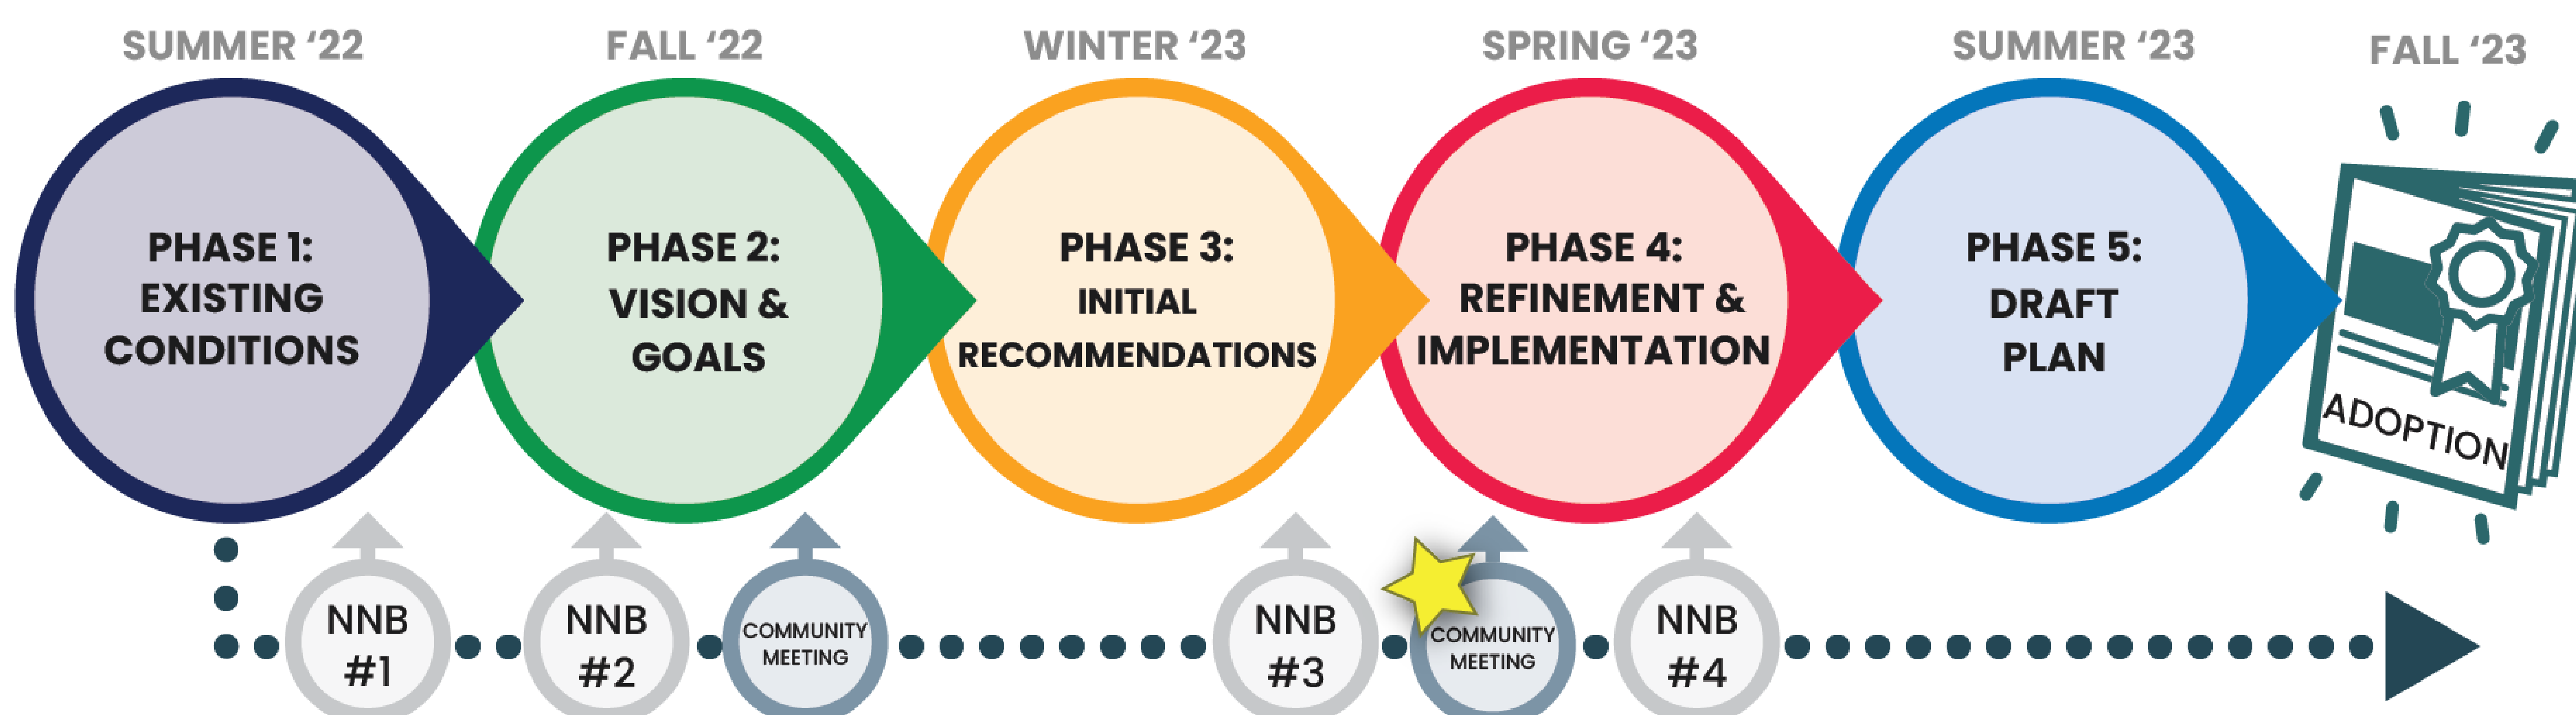 SUMMER ‘22
FALL ‘22
WINTER ‘23
SPRING ‘23
SUMMER ‘23
FALL ‘23
PHASE 1:
EXISTING
CONDITIONS
PHASE 2:
VISION &
GOALS
PHASE 3:
INITIAL
RECOMMENDATIONS
PHASE 4:
REFINEMENT &
IMPLEMENTATION
PHASE 5:
DRAFT
PLAN
ADOPTION
NNB
#1
NNB
#2
COMMUNITY
MEETING
NNB
#3
COMMUNITY
MEETING
NNB
#4